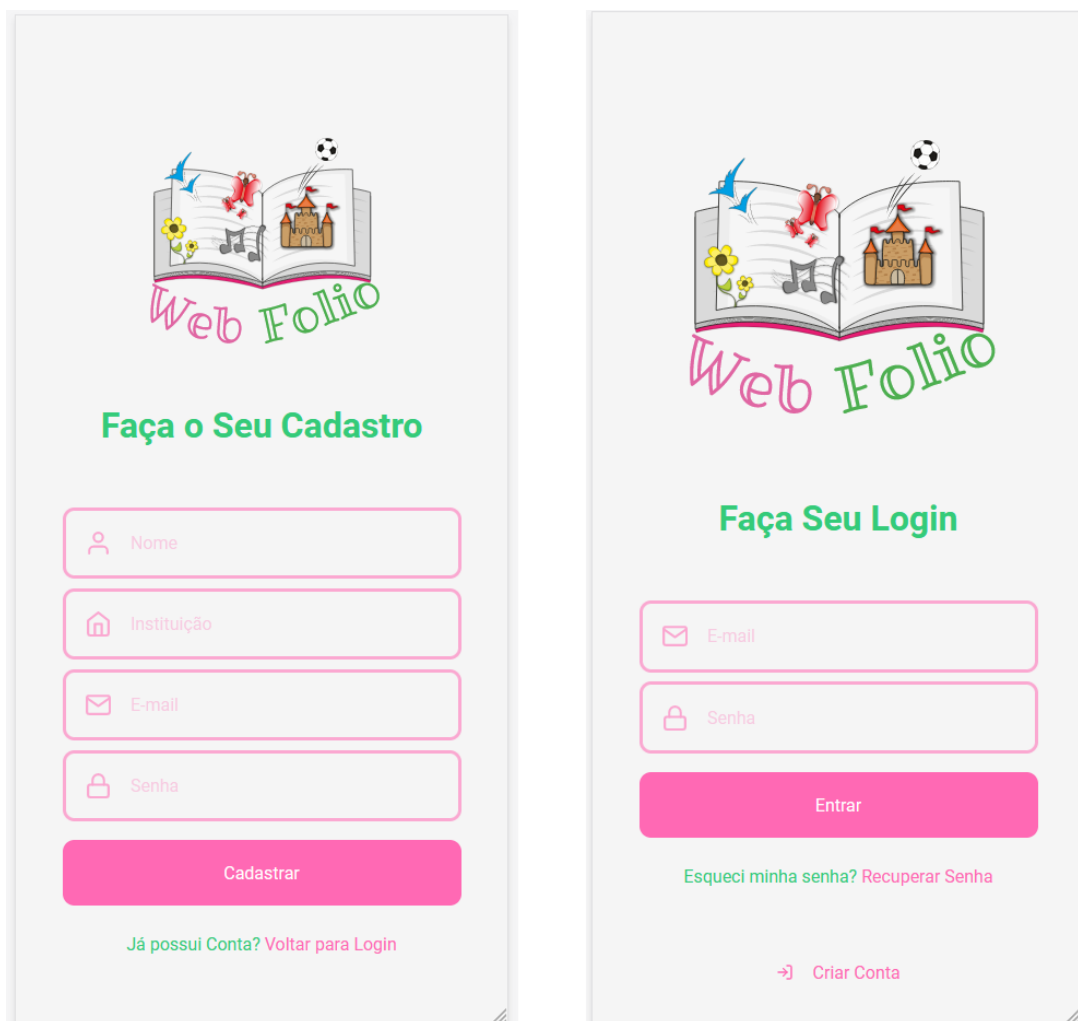 Web Folio
Faça o Seu Cadastro
Nome
Instituição
E-mail
Senha
Cadastrar
Já possui Conta? Voltar para Login
Web Folio
Faça Seu Login
E-mail
Senha
Entrar
Esqueci minha senha? Recuperar Senha
Criar Conta